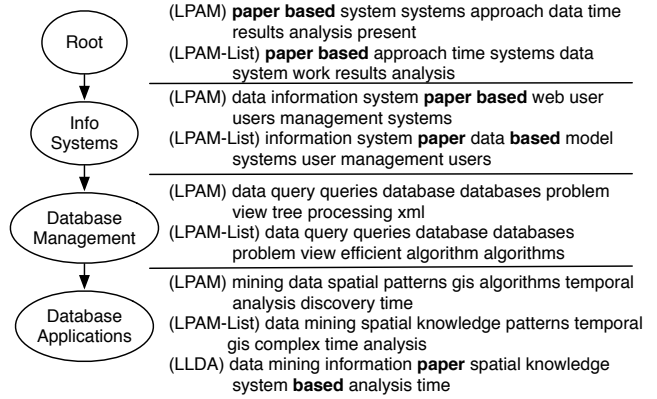 Root
(LPAM) paper based system systems approach data time
results analysis present
(LPAM-List) paper based approach time systems data
system work results analysis
Info
Systems
(LPAM) data information system paper based web user
users management systems
(LPAM-List) information system paper data based model
systems user management users
Database
Management
(LPAM) data query queries database databases problem
view tree processing xml
(LPAM-List) data query queries database databases
problem view efficient algorithm algorithms
Database
Applications
(LPAM) mining data spatial patterns gis algorithms temporal
analysis discovery time
(LPAM-List) data mining spatial knowledge patterns temporal
gis complex time analysis
(LLDA) data mining information paper spatial knowledge
system based analysis time